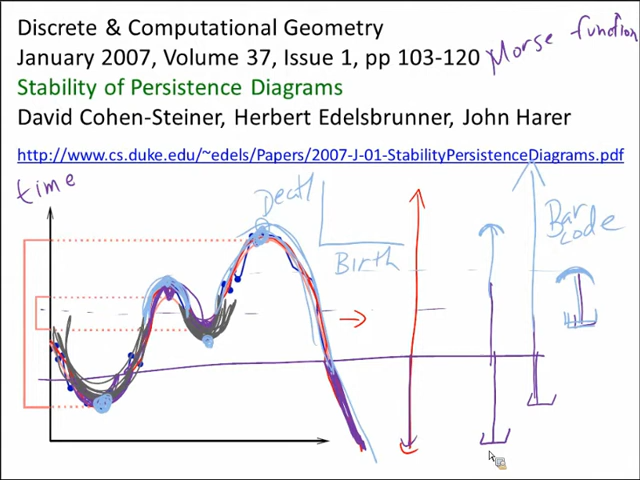 Discrete & Computational Geometry
January 2007, Volume 37, Issue 1, pp 103-120
Morse function
Stability of Persistence Diagrams
David Cohen-Steiner, Herbert Edelsbrunner, John Harer
http://www.cs.duke.edu/~edels/Papers/2007-J-01-StabilityPersistenceDiagrams.pdf
time
Death
Birth
Bar
code